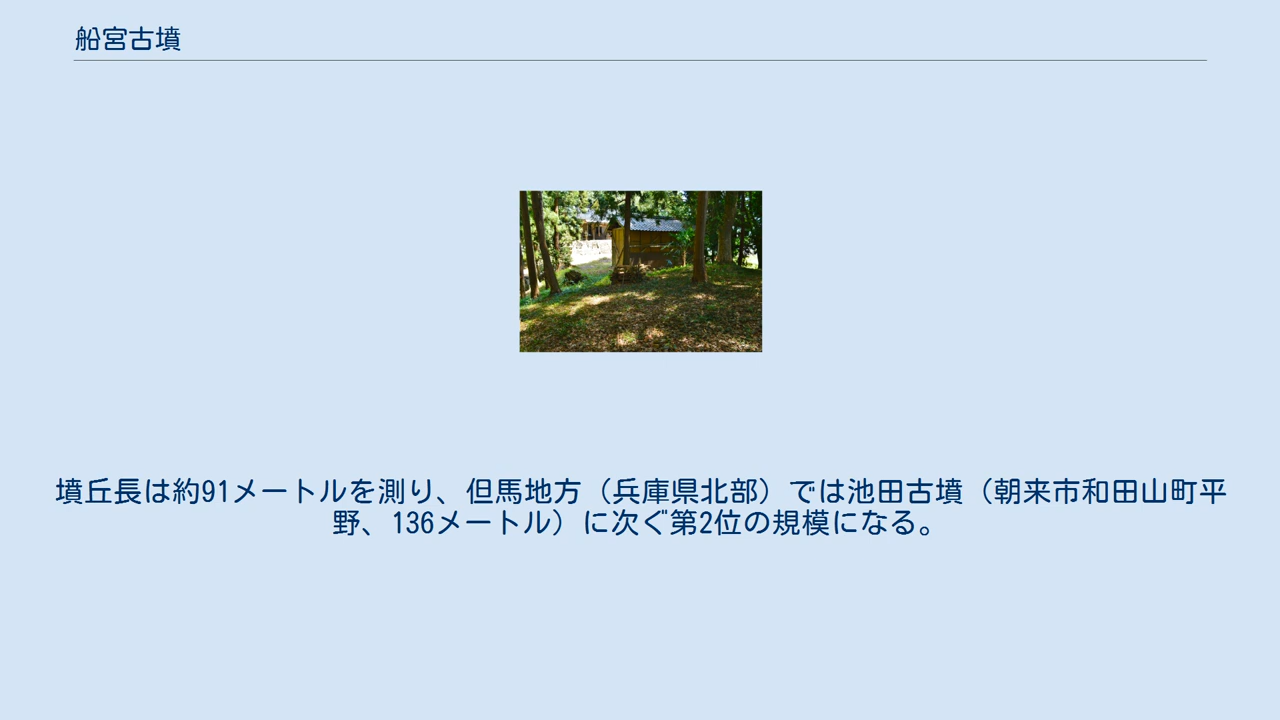 船宮古墳
墳丘長は約91メートルを測り、但馬地方（兵庫県北部）では池田古墳（朝来市和田山町平
野、136メートル）に次ぐ第2位の規模になる。